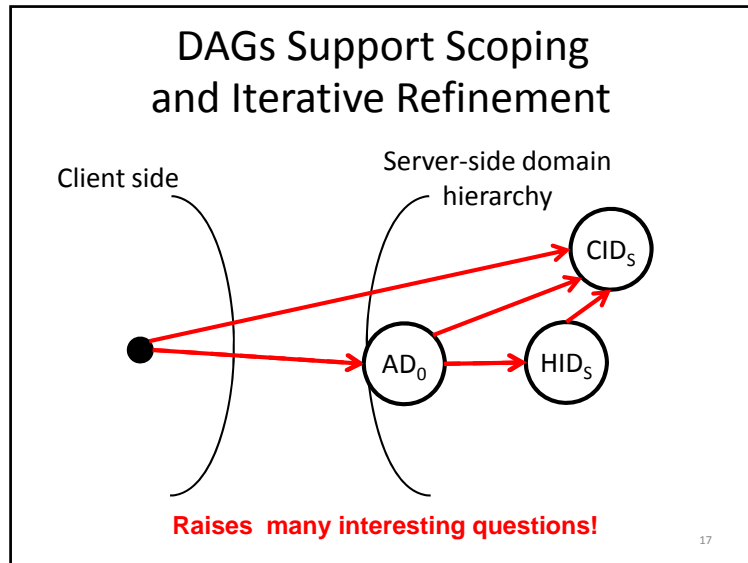 DAGs Support Scoping
and Iterative Refinement
Client side
Server-side domain
hierarchy
CIDS
AD0
HIDS
Raises many interesting questions!
17